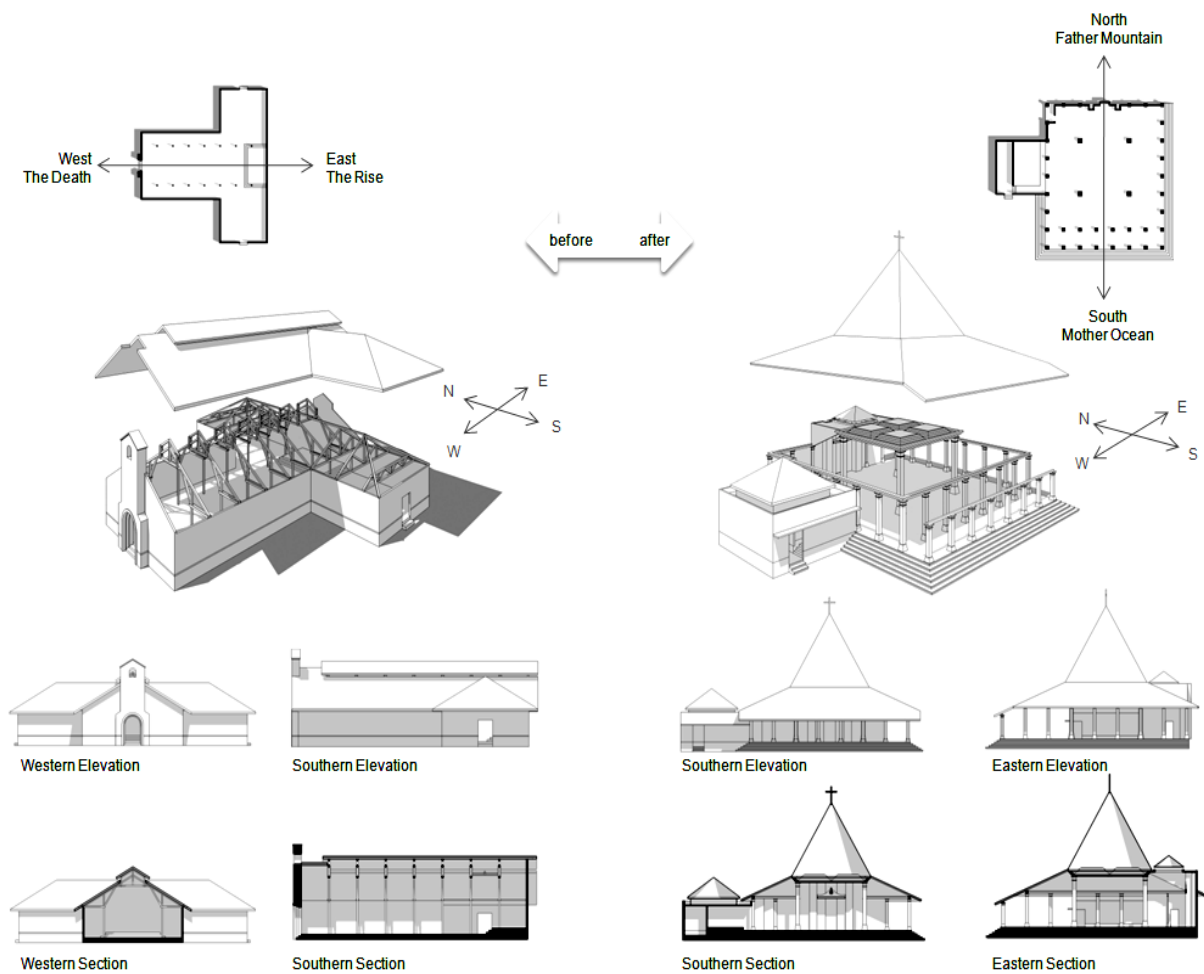 North
Father Mountain
West
The Death
East
The Rise
before
after
South
Mother Ocean
N
E
W
S
N
E
W
S
Western Elevation
Southern Elevation
Southern Elevation
Eastern Elevation
Western Section
Southern Section
Southern Section
Eastern Section